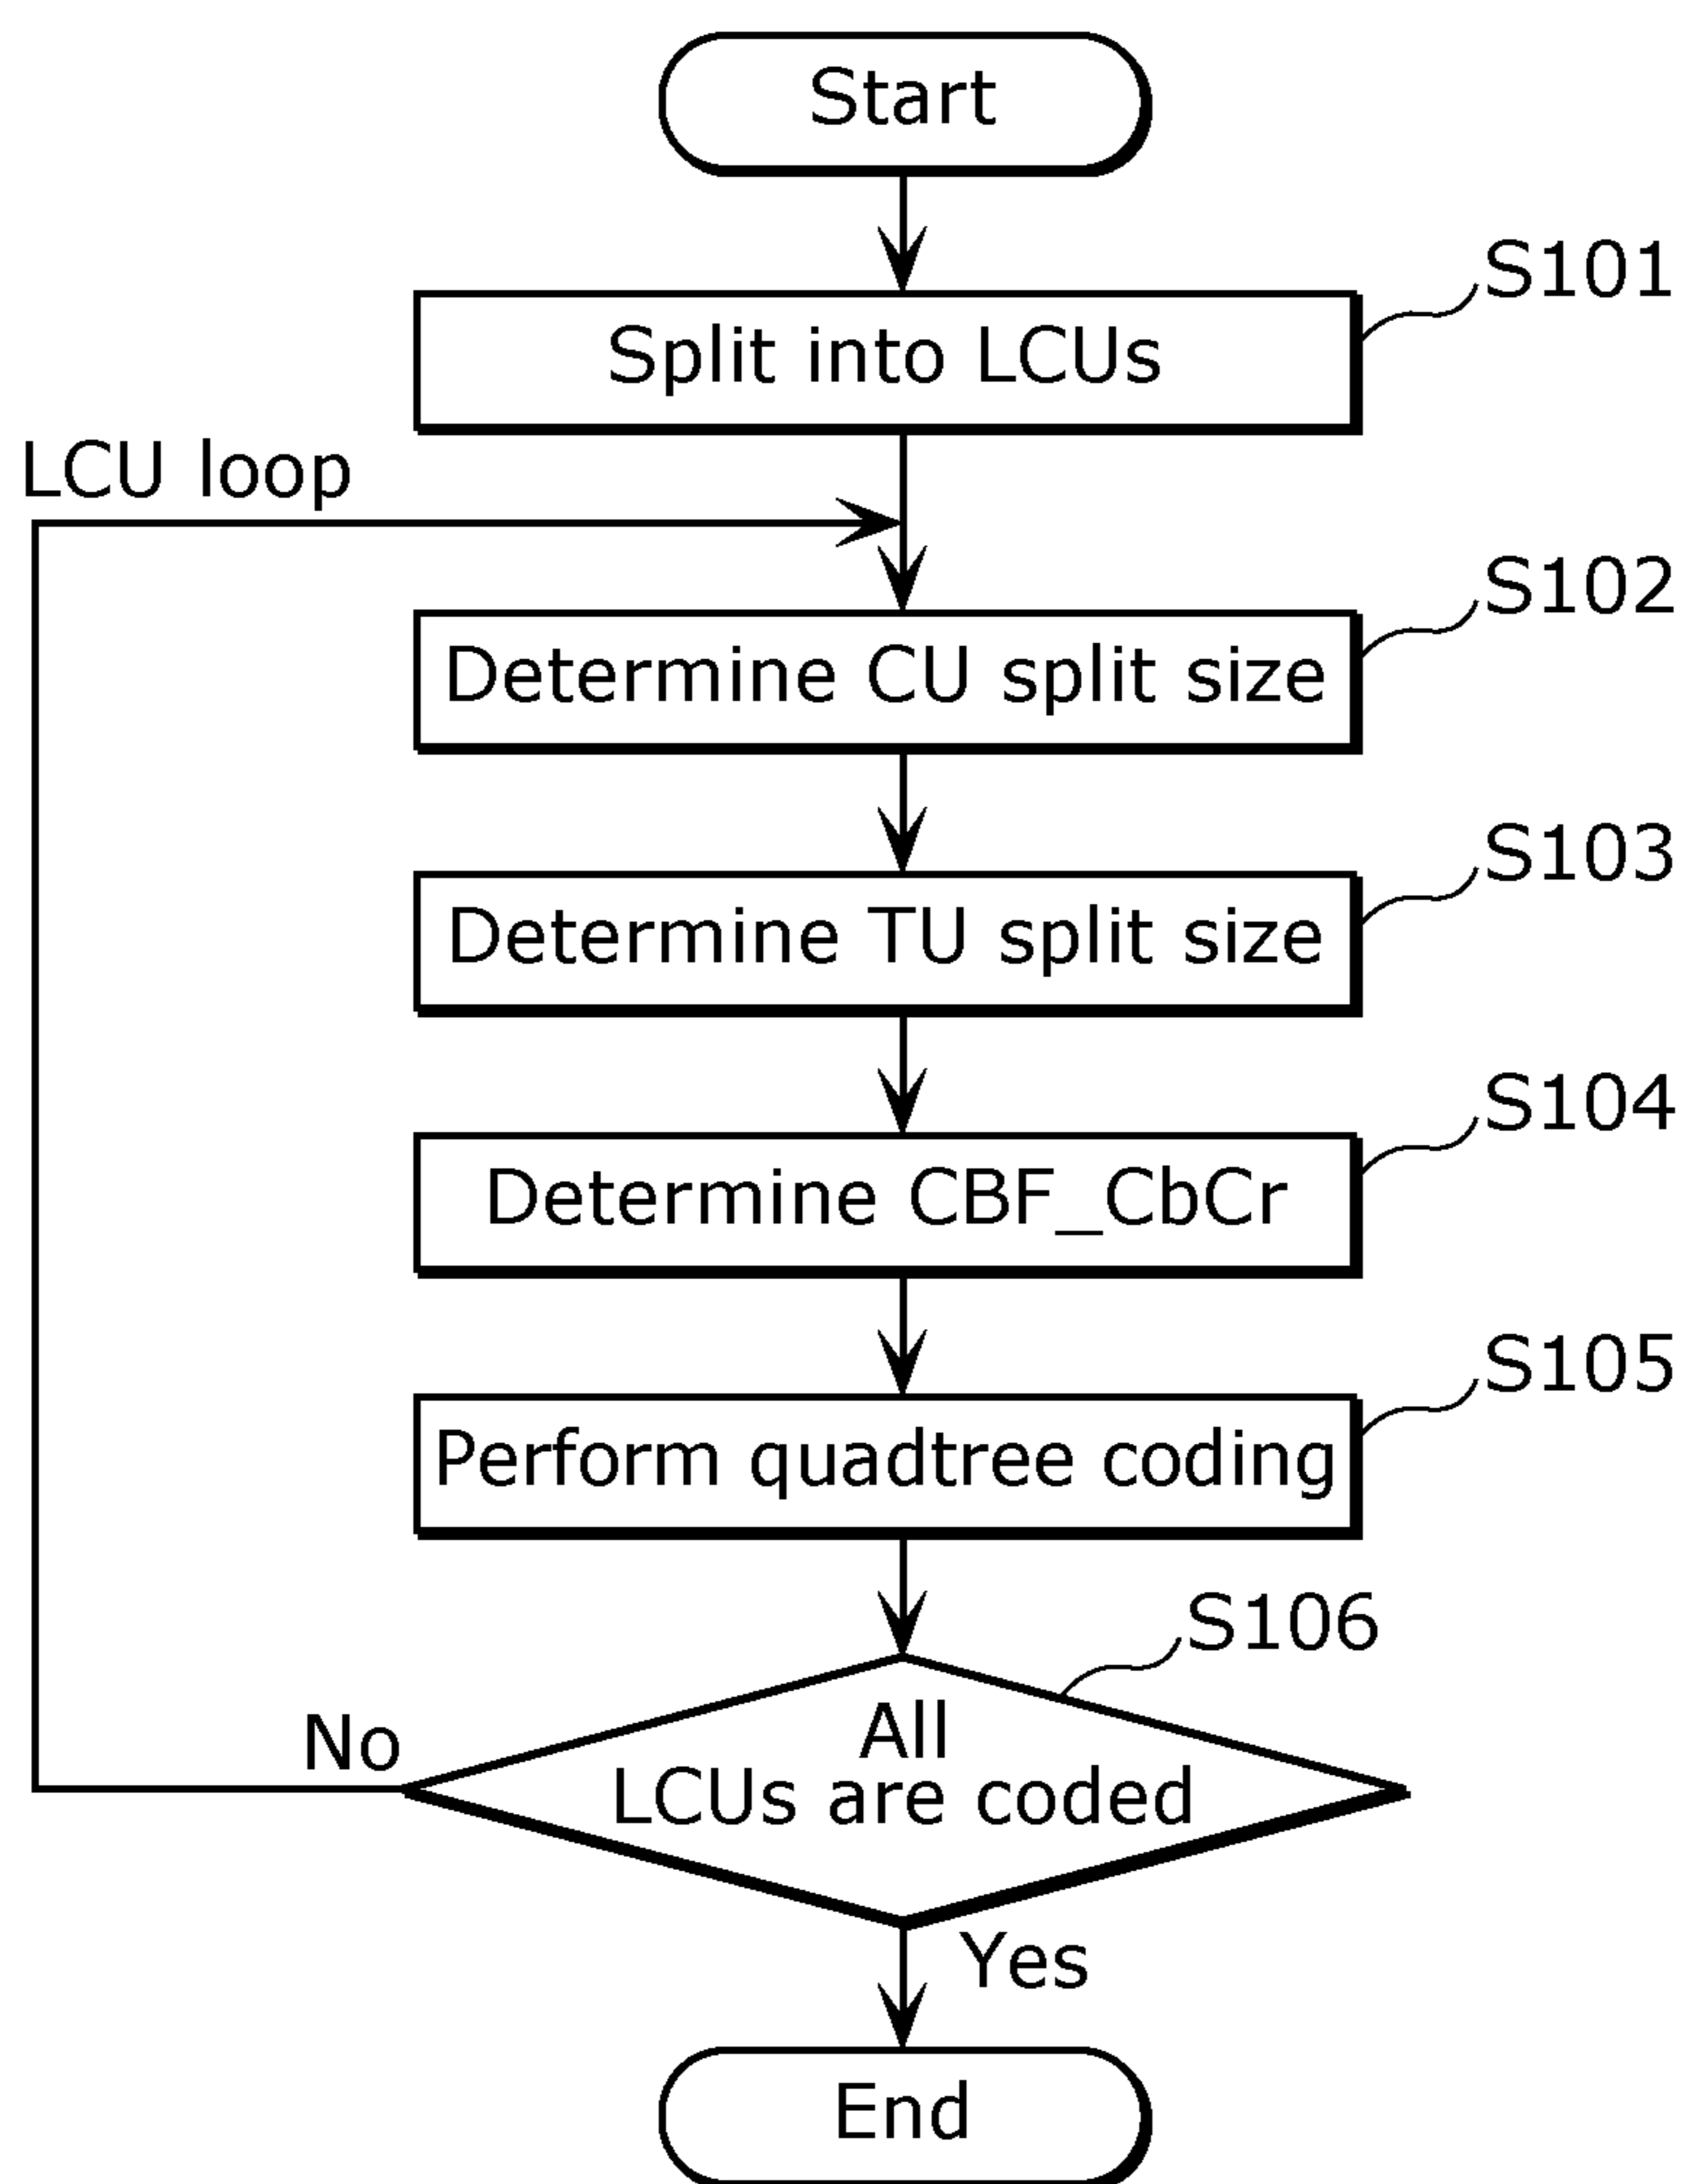 Start
S101
Split into LCUs
LCU loop
S102
Determine CU split size
S103
Determine TU split size
S104
Determine CBF_CbCr
S105
Perform quadtree coding
S106
All
LCUs are coded
No
Yes
End